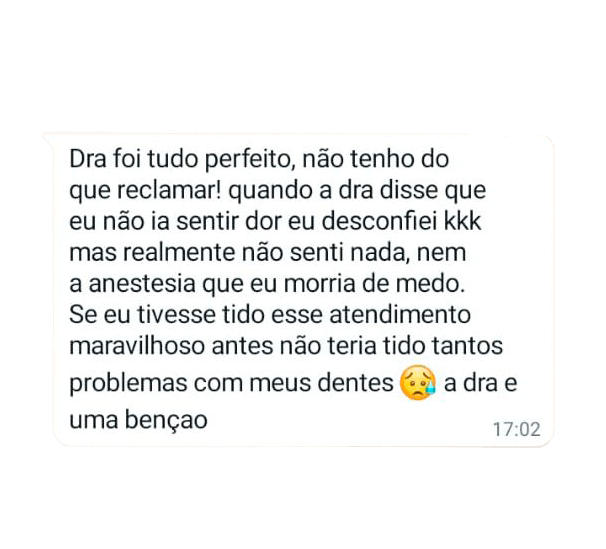 Dra foi tudo perfeito, não tenho do
que reclamar! quando a dra disse que
eu não ia sentir dor eu desconfiei kkk
mas realmente não senti nada, nem
a anestesia que eu morria de medo.
Se eu tivesse tido esse atendimento
maravilhoso antes não teria tido tantos
problemas com meus dentes 😥 a dra e
uma bençao
17:02